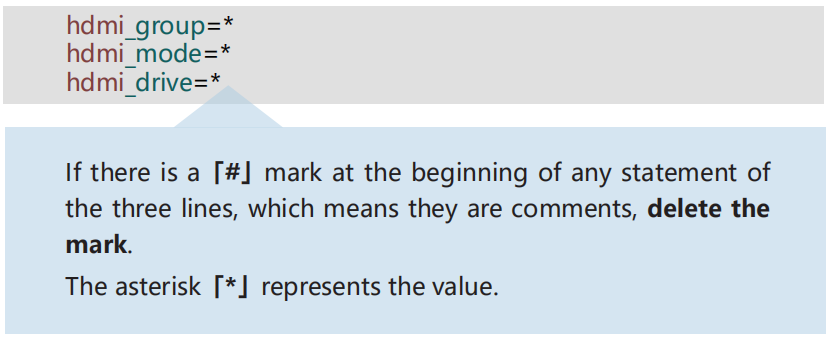 hdmi_group=*
hdmi_mode=*
hdmi_drive=*
If there is a ⌈#⌋ mark at the beginning of any statement of
the three lines, which means they are comments, delete the
mark.
The asterisk ⌈*⌋ represents the value.